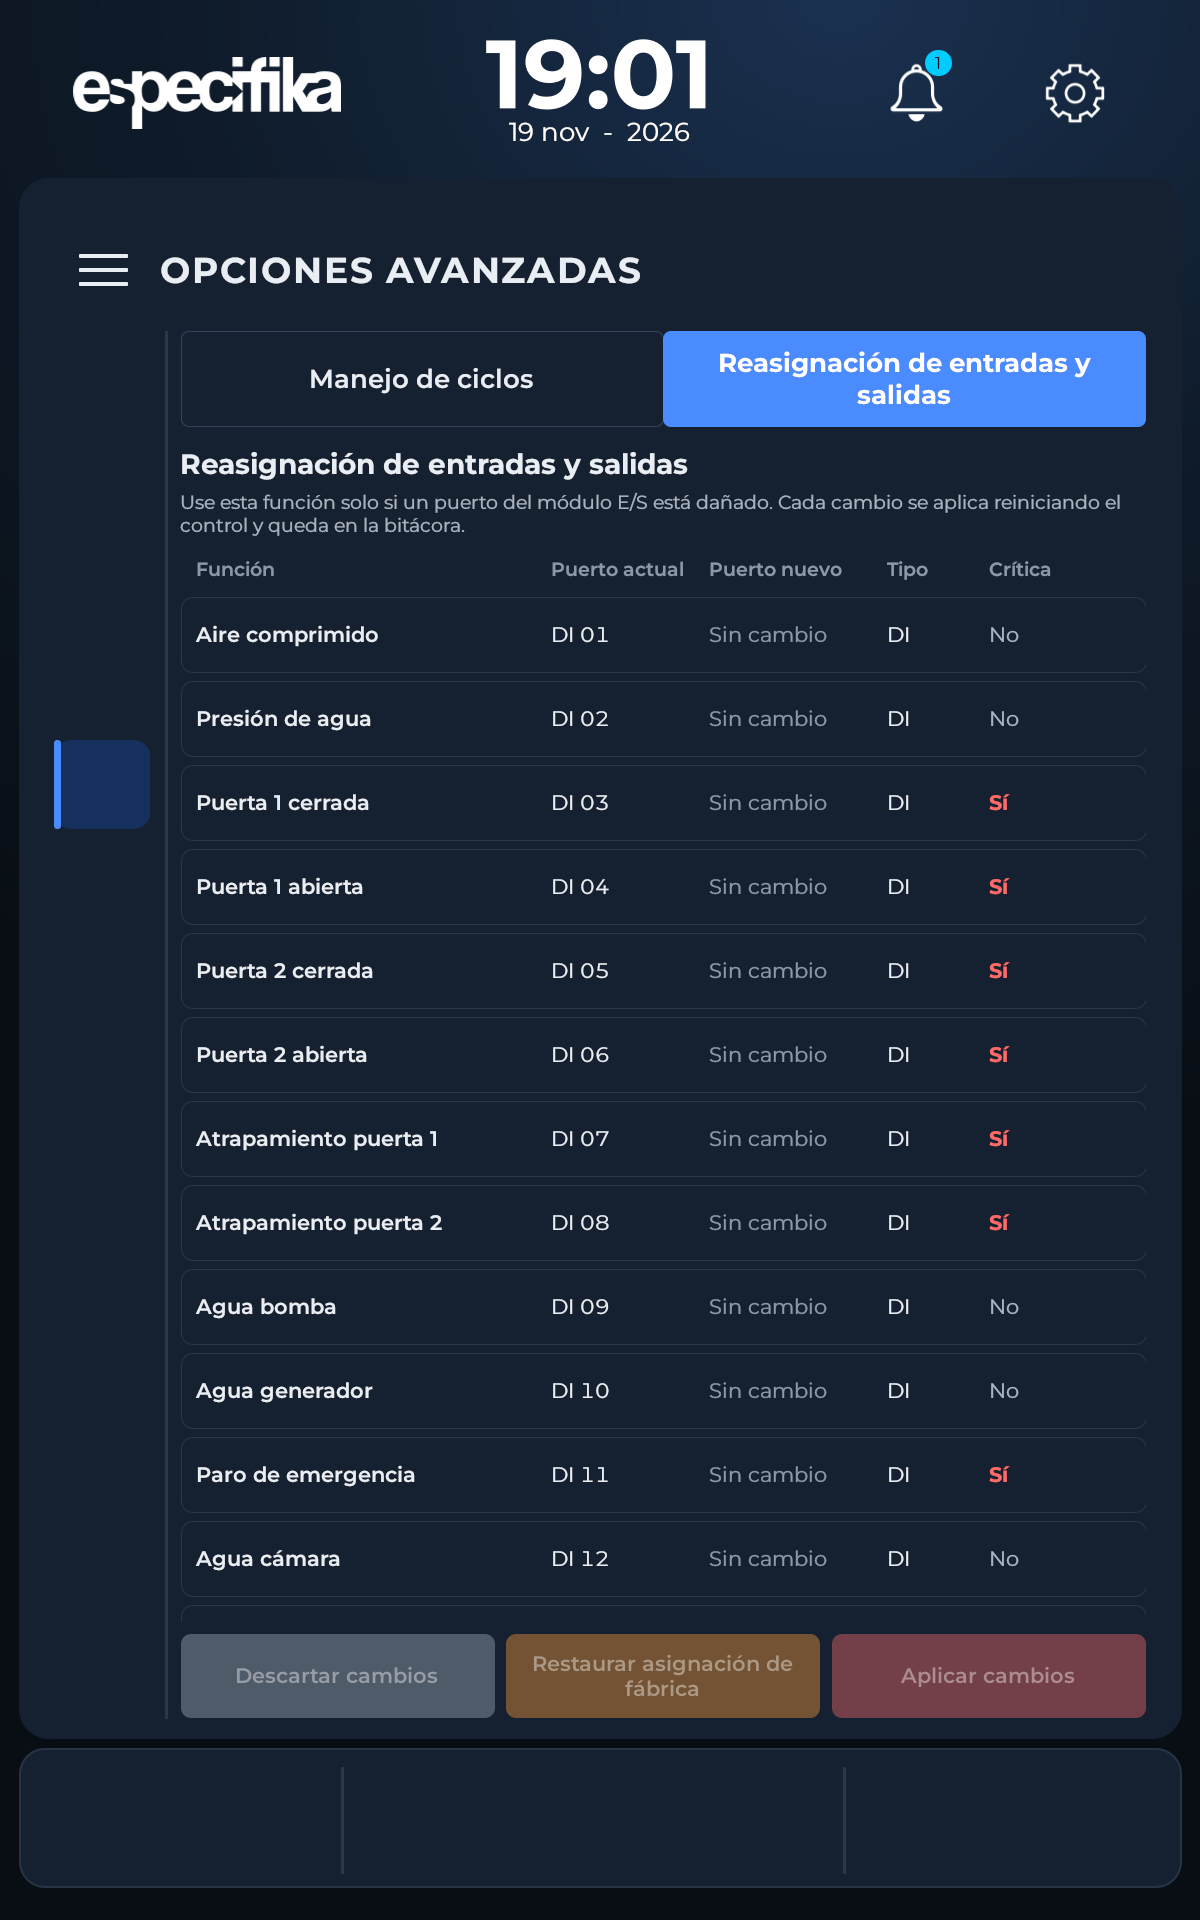 especifika
19:01
19 nov - 2026
1
OPCIONES AVANZADAS
Manejo de ciclos
Reasignación de entradas y
salidas
Reasignación de entradas y salidas
Use esta función solo si un puerto del módulo E/S está dañado. Cada cambio se aplica reiniciando el
control y queda en la bitácora.
Función Puerto actual Puerto nuevo Tipo Crítica
Aire comprimido DI 01 Sin cambio DI No
Presión de agua DI 02 Sin cambio DI No
Puerta 1 cerrada DI 03 Sin cambio DI Sí
Puerta 1 abierta DI 04 Sin cambio DI Sí
Puerta 2 cerrada DI 05 Sin cambio DI Sí
Puerta 2 abierta DI 06 Sin cambio DI Sí
Atrapamiento puerta 1 DI 07 Sin cambio DI Sí
Atrapamiento puerta 2 DI 08 Sin cambio DI Sí
Agua bomba DI 09 Sin cambio DI No
Agua generador DI 10 Sin cambio DI No
Paro de emergencia DI 11 Sin cambio DI Sí
Agua cámara DI 12 Sin cambio DI No
Descartar cambios
Restaurar asignación de
fábrica
Aplicar cambios